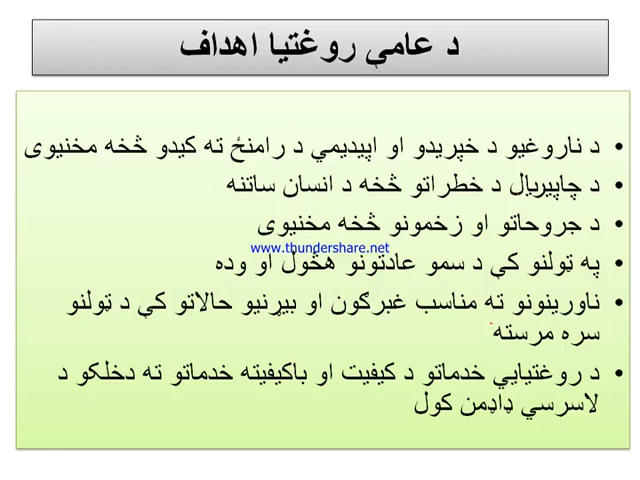 د عامې روغتيا اهداف
د ناروغيو د خپريدو او اپيديمي د رامنځ ته کيدو څخه مخنيوی
د چاپيريال د خطراتو څخه د انسان ساتنه
د جروحاتو او زخمونو څخه مخنيوی
www.thundershare.net
په ټولنو کې د سمو عادتونو هڅول او وده
ناورينونو ته مناسب غبرګون او بيړنيو حالاتو کې د ټولنو
سره مرسته
د روغتيايي خدماتو د کيفيت او باکيفيته خدماتو ته دخلکو د
لاسرسي ډاډمن کول